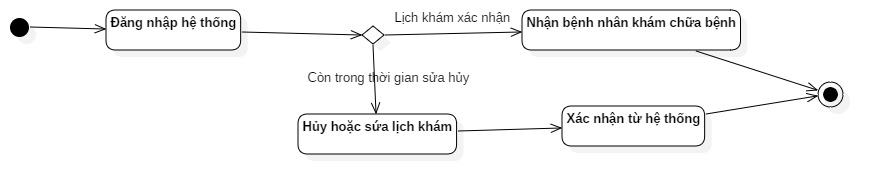 Đăng nhập hệ thống
Lịch khám xác nhận
Nhận bệnh nhân khám chữa bệnh
Còn trong thời gian sửa hủy
Hủy hoặc sứa lịch khám
Xác nhận từ hệ thống